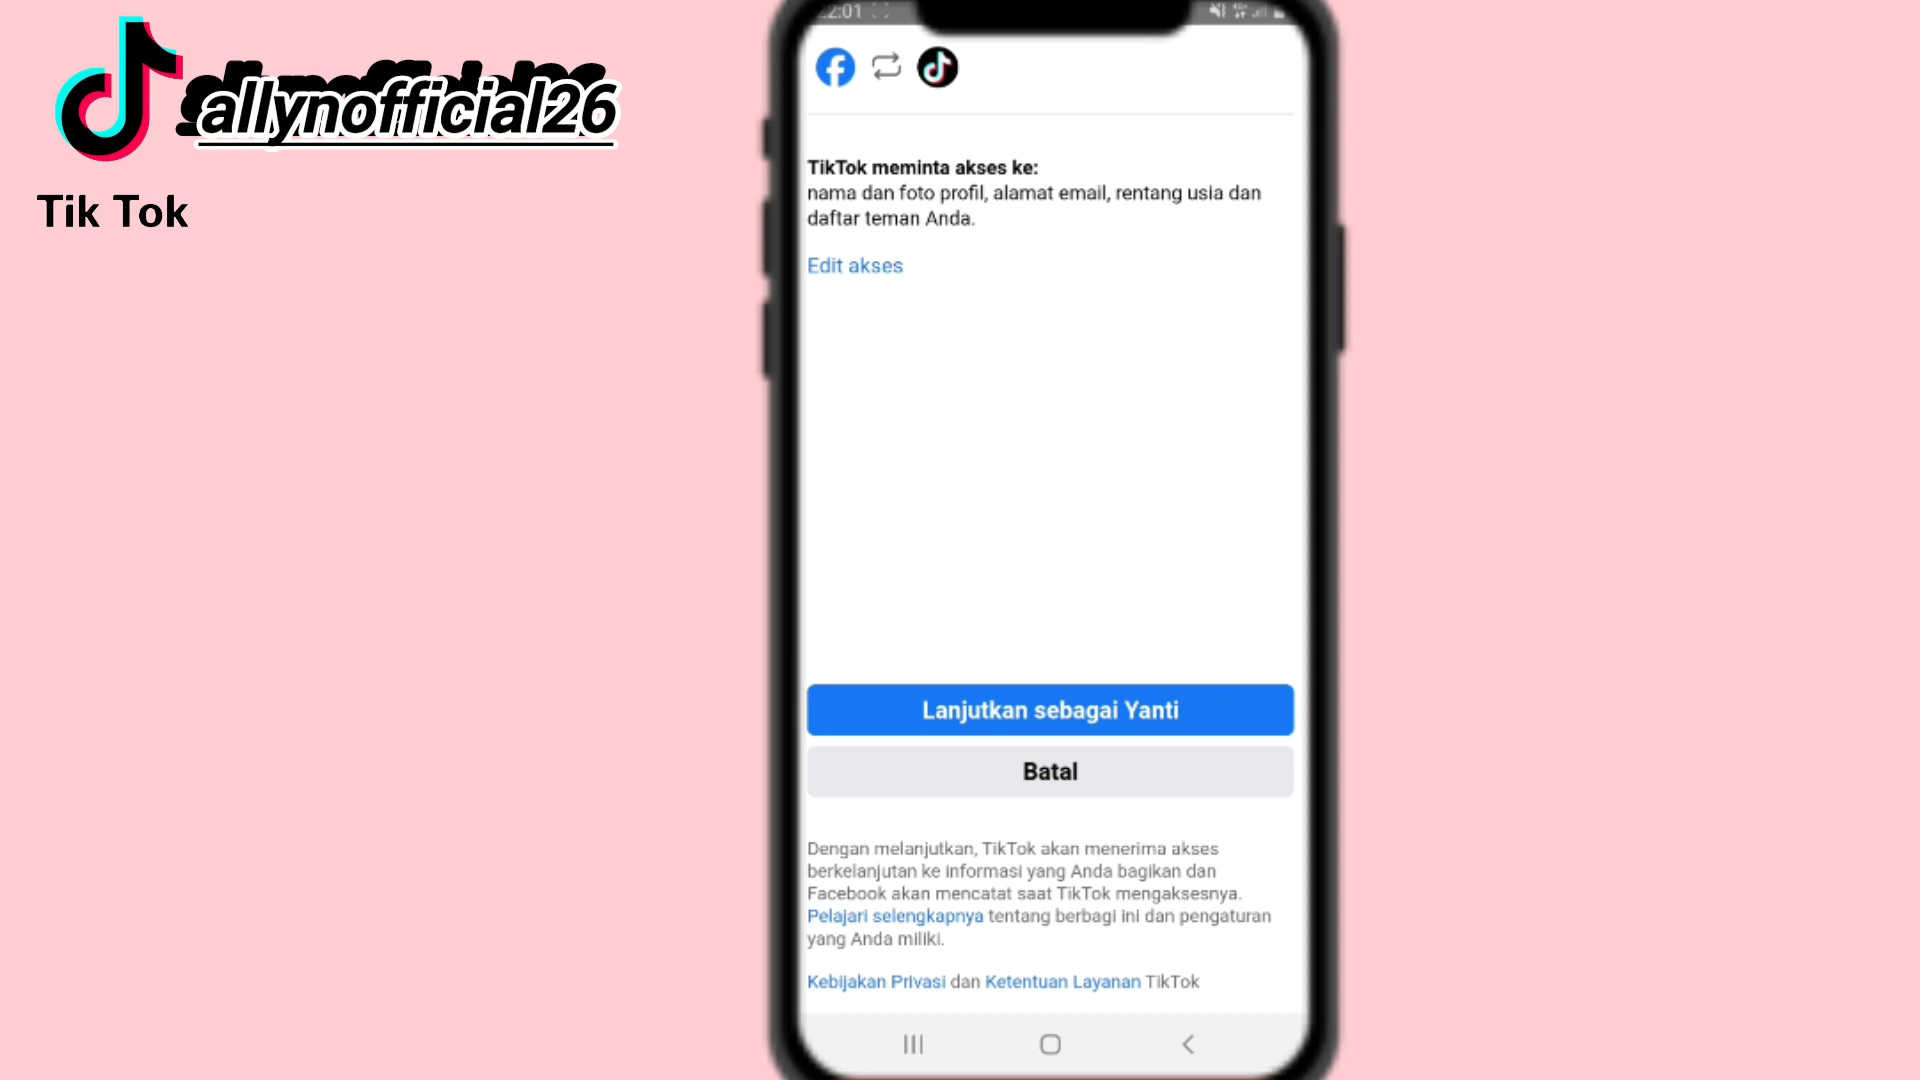 allynofficial26
Tik Tok
TikTok meminta akses ke:
nama dan foto profil, alamat email, rentang usia dan
daftar teman Anda.
Edit akses
Lanjutkan sebagai Yanti
Batal
Dengan melanjutkan, TikTok akan menerima akses
berkelanjutan ke informasi yang Anda bagikan dan
Facebook akan mencatat saat TikTok mengaksesnya.
Pelajari selengkapnya tentang berbagi ini dan pengaturan
yang Anda miliki.
Kebijakan Privasi dan Ketentuan Layanan TikTok